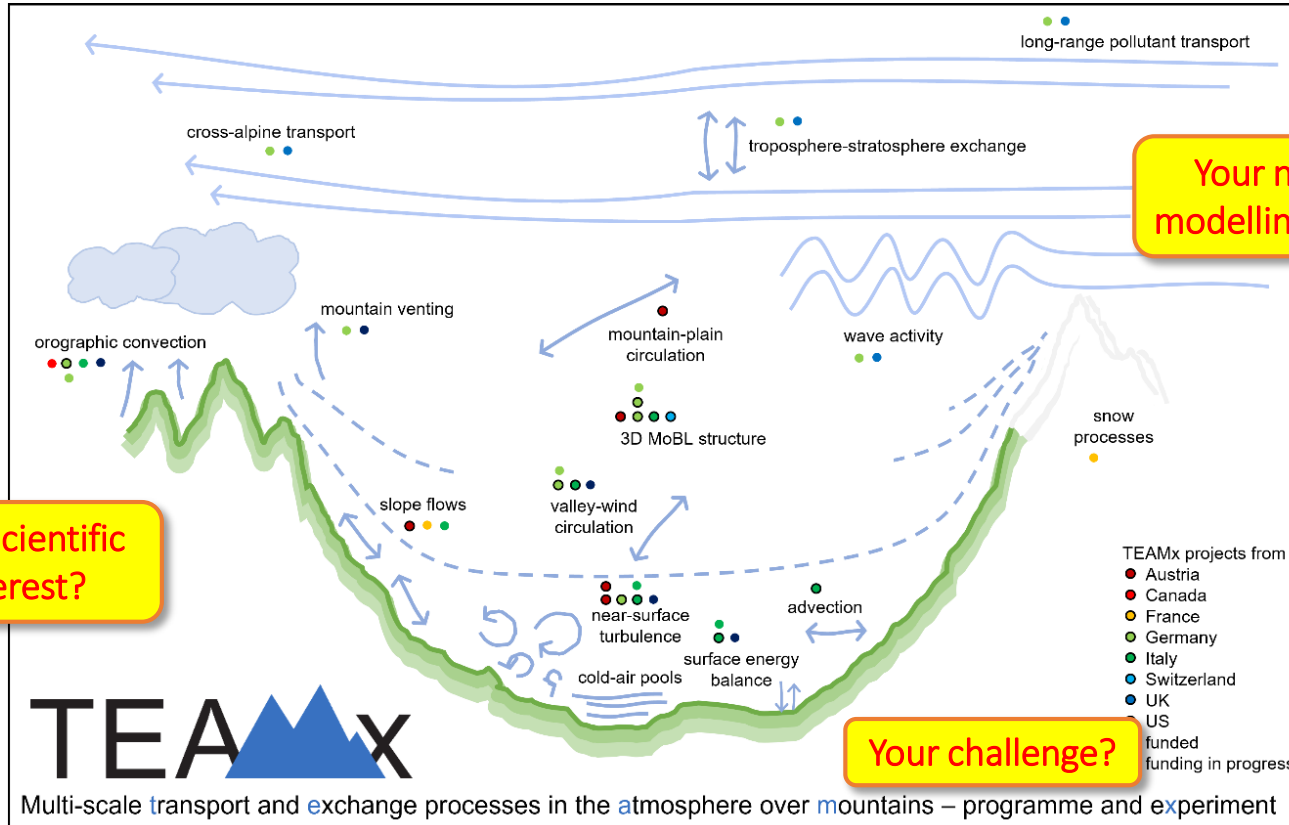 long-range pollutant transport
cross-alpine transport
troposphere-stratosphere exchange
Your
modellin
mountain venting
orographic convection
mountain-plain
circulation
wave activity
3D MoBL structure
snow
processes
slope flows
valley-wind
circulation
cientific
erest?
near-surface
turbulence
advection
surface energy
balance
cold-air pools
TEAMx projects from
Austria
Canada
France
Germany
Italy
Switzerland
UK
US
funded
funding in progress
Your challenge?
TEAMx
Multi-scale transport and exchange processes in the atmosphere over mountains – programme and experiment